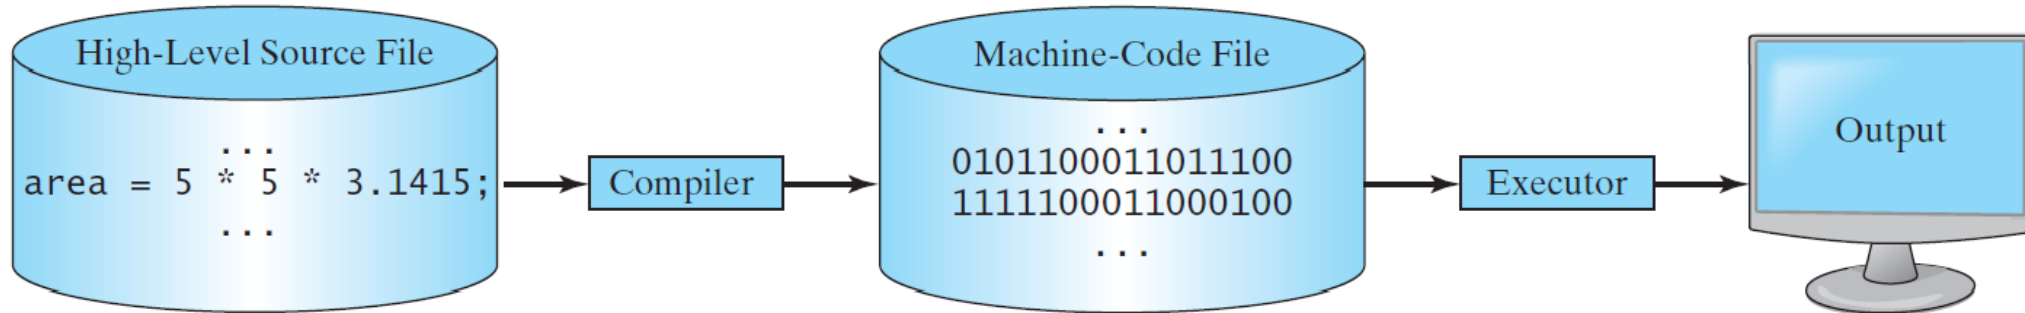 High-Level Source File
...
area = 5 * 5 * 3.1415;
...
Compiler
Machine-Code File
...
0101100011011100
1111100011000100
...
Executor
Output